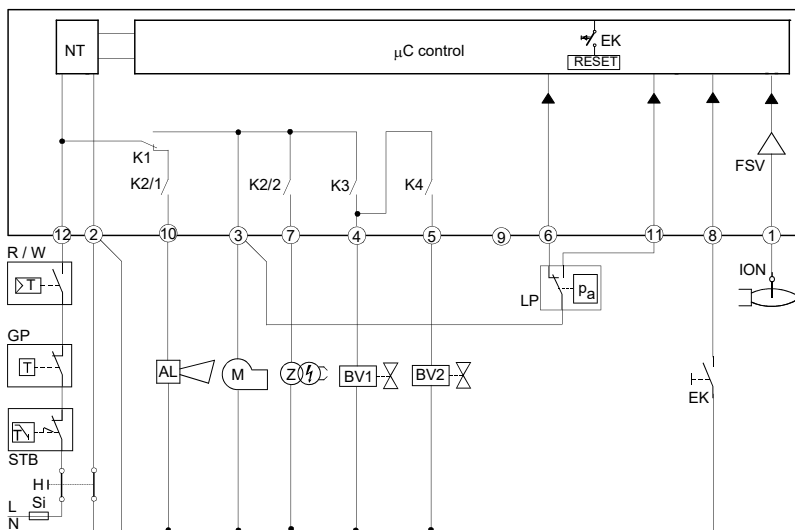 NT
μC control
EK
RESET
K1
FSV
K2/1
K2/2
K3
K4
12
2
10
3
7
4
5
9
6
11
8
1
R / W
T
LP
pa
ION
GP
T
AL
M
Z
BV1
BV2
EK
T
STB
H
Si
L
N